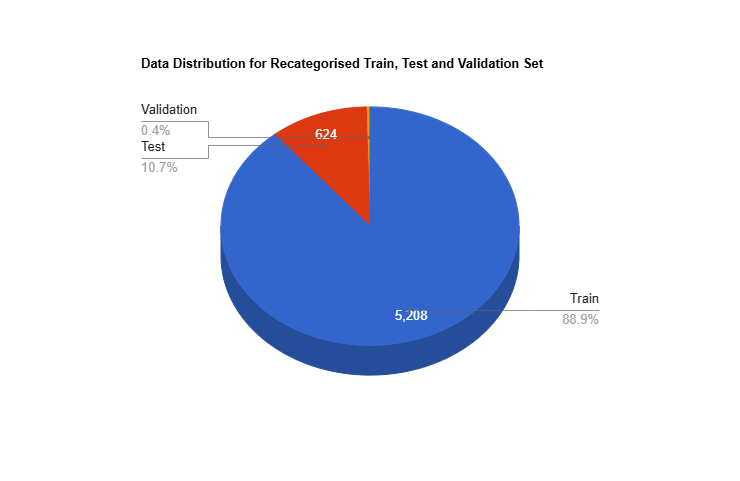 Data Distribution for Recategorised Train, Test and Validation Set
Validation
0.4%
Test
10.7%
624
5,208
Train
88.9%